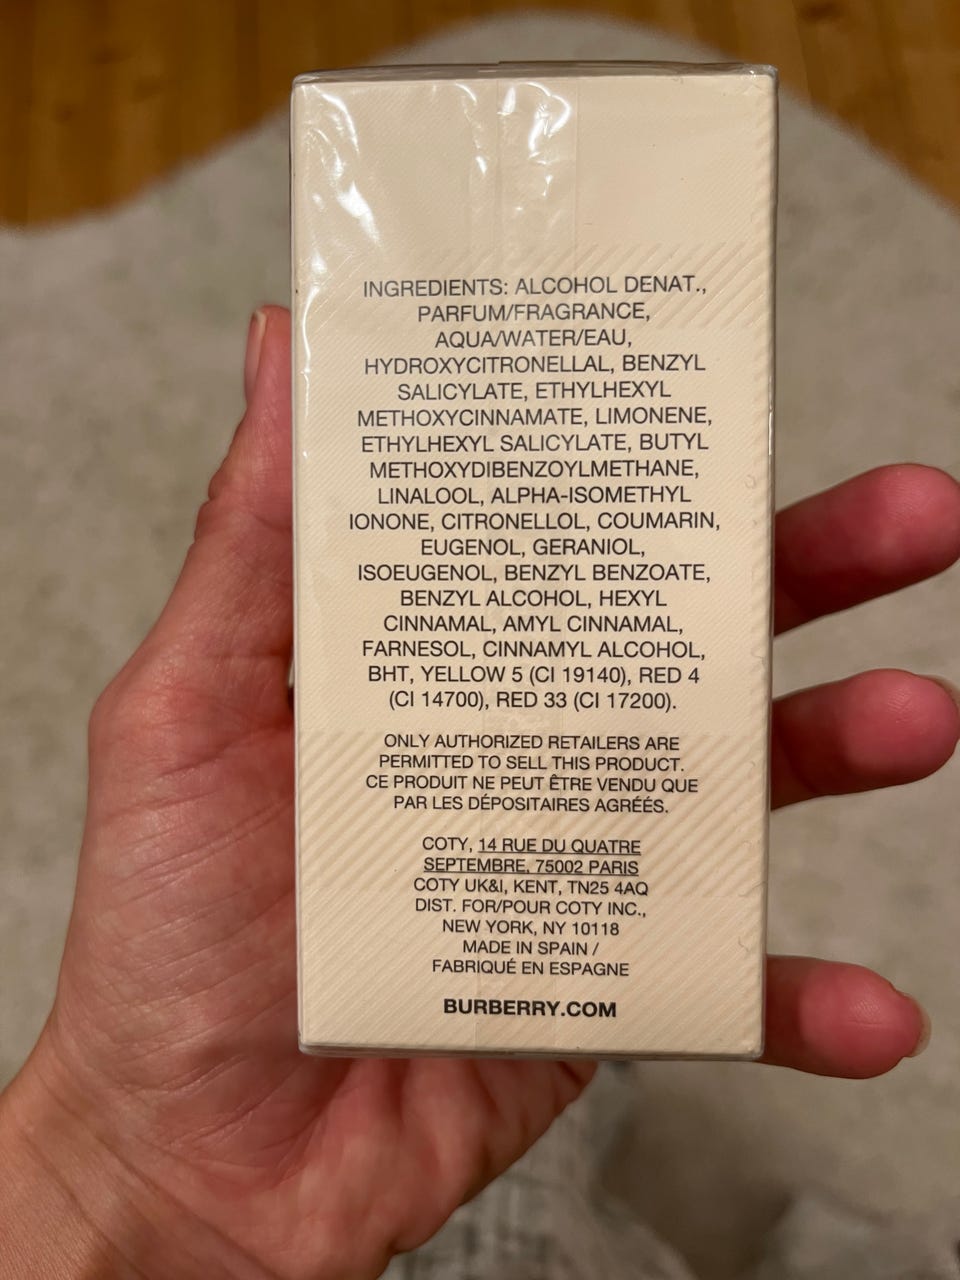 INGREDIENTS: ALCOHOL DENAT.,
PARFUM/FRAGRANCE,
AQUA/WATER/EAU,
HYDROXYCITRONELLAL, BENZYL
SALICYLATE, ETHYLHEXYL
METHOXYCINNAMATE, LIMONENE,
ETHYLHEXYL SALICYLATE, BUTYL
METHOXYDIBENZOYLMETHANE,
LINALOOL, ALPHA-ISOMETHYL
IONONE, CITRONELLOL, COUMARIN,
EUGENOL, GERANIOL,
ISOEUGENOL, BENZYL BENZOATE,
BENZYL ALCOHOL, HEXYL
CINNAMAL, AMYL CINNAMAL,
FARNESOL, CINNAMYL ALCOHOL,
BHT, YELLOW 5 (CI 19140), RED 4
(CI 14700), RED 33 (CI 17200).
ONLY AUTHORIZED RETAILERS ARE
PERMITTED TO SELL THIS PRODUCT.
CE PRODUIT NE PEUT ÊTRE VENDU QUE
PAR LES DÉPOSITAIRES AGRÉÉS.
COTY, 14 RUE DU QUATRE
SEPTEMBRE, 75002 PARIS
COTY UK&I, KENT, TN25 4AQ
DIST. FOR/POUR COTY INC.,
NEW YORK, NY 10118
MADE IN SPAIN /
FABRIQUÉ EN ESPAGNE
BURBERRY.COM